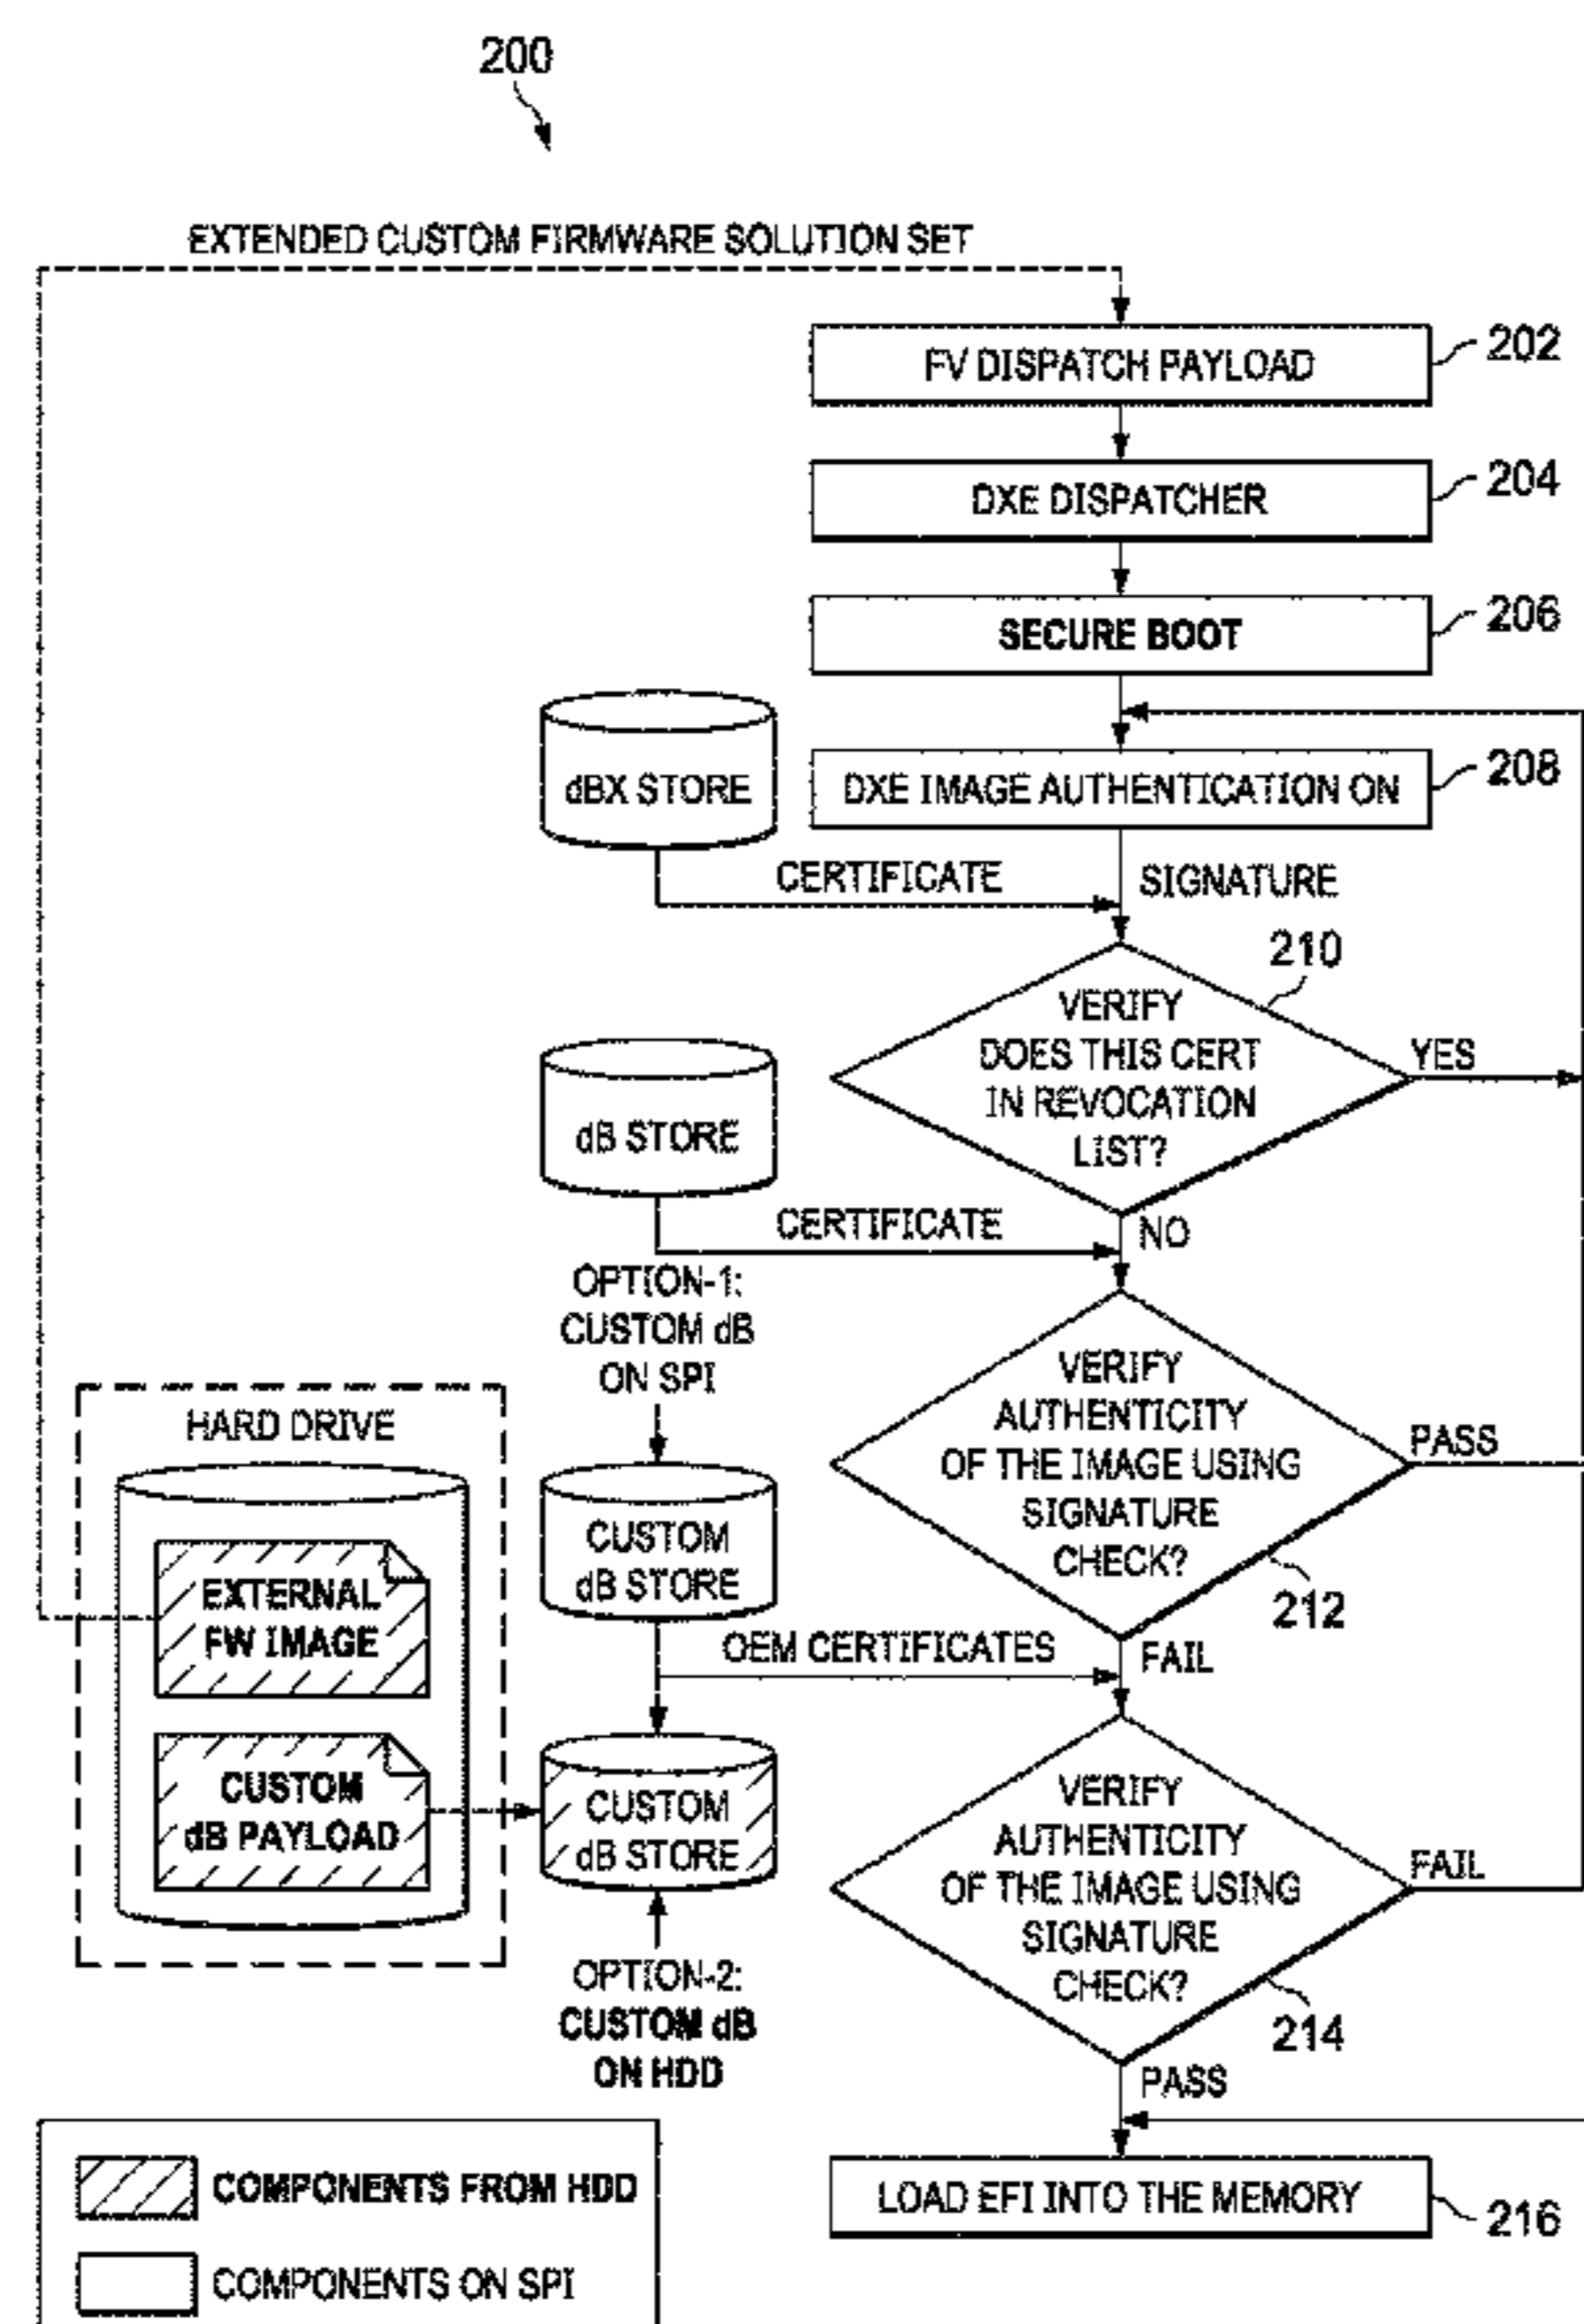 200
EXTENDED CUSTOM FIRMWARE SOLUTION SET
FV DISPATCH PAYLOAD
202
DXE DISPATCHER
204
SECURE BOOT
206
dBX STORE
DXE IMAGE AUTHENTICATION ON
208
CERTIFICATE
SIGNATURE
210
VERIFY
DOES THIS CERT
IN REVOCATION
LIST?
YES
dB STORE
CERTIFICATE
NO
OPTION-1:
CUSTOM dB
ON SPI
VERIFY
AUTHENTICITY
OF THE IMAGE USING
SIGNATURE
CHECK?
PASS
212
HARD DRIVE
EXTERNAL
FW IMAGE
CUSTOM
dB STORE
OEM CERTIFICATES
FAIL
CUSTOM
dB PAYLOAD
CUSTOM
dB STORE
VERIFY
AUTHENTICITY
OF THE IMAGE USING
SIGNATURE
CHECK?
FAIL
214
OPTION-2:
CUSTOM dB
ON HDD
PASS
LOAD EFI INTO THE MEMORY
216
COMPONENTS FROM HDD
COMPONENTS ON SPI